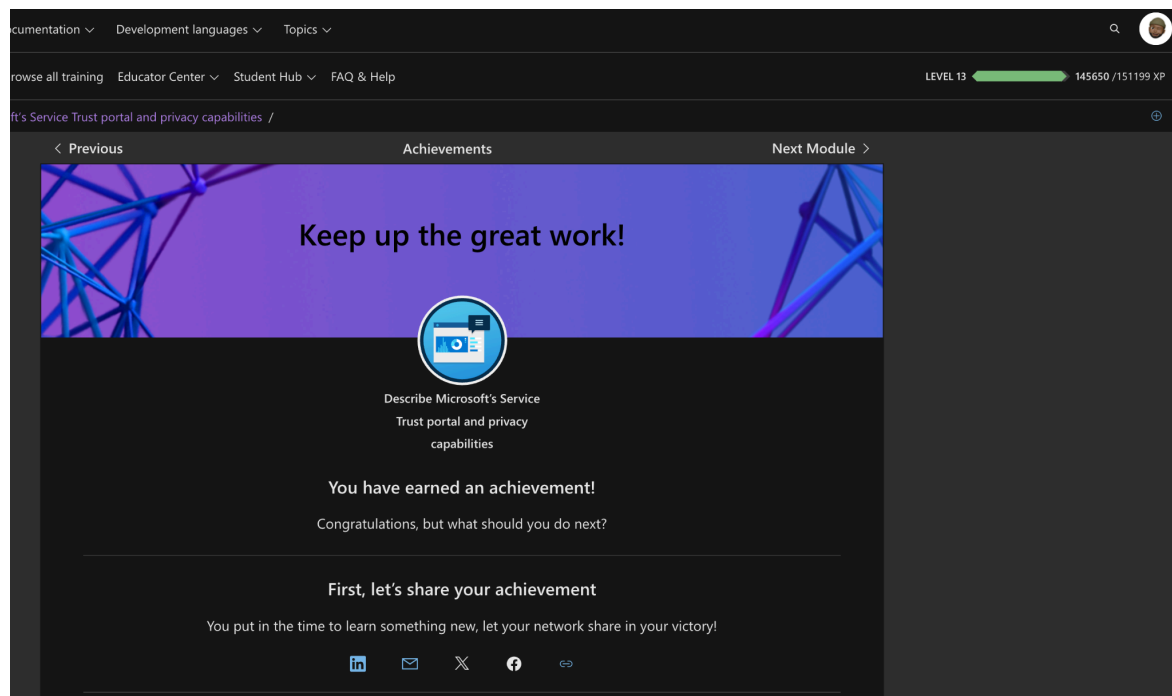 Development languages Topics
all training Educator Center Student Hub FAQ & Help LEVEL 13 145650 /151199 XP
Service Trust portal and privacy capabilities /
Previous Achievements Next Module
Keep up the great work!
Describe Microsoft's Service
Trust portal and privacy
capabilities
You have earned an achievement!
Congratulations, but what should you do next?
First, let's share your achievement
You put in the time to learn something new, let your network share in your victory!